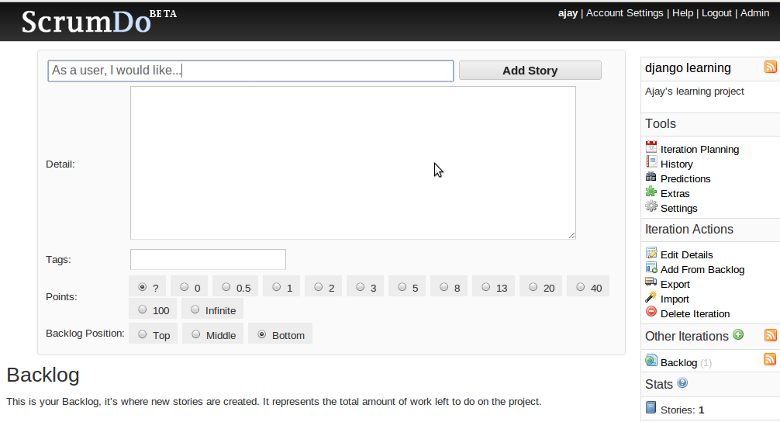 ScrumDo BETA
ajay | Account Settings | Help | Logout | Admin
As a user, I would like...
Add Story
Detail:
Tags:
Points:
? 0 0.5 1 2 3 5 8 13 20 40
100 Infinite
Backlog Position: Top Middle Bottom
Backlog
This is your Backlog, it's where new stories are created. It represents the total amount of work left to do on the project.
django learning
Ajay's learning project
Tools
Iteration Planning
History
Predictions
Extras
Settings
Iteration Actions
Edit Details
Add From Backlog
Export
Import
Delete Iteration
Other Iterations
Backlog (1)
Stats
Stories: 1